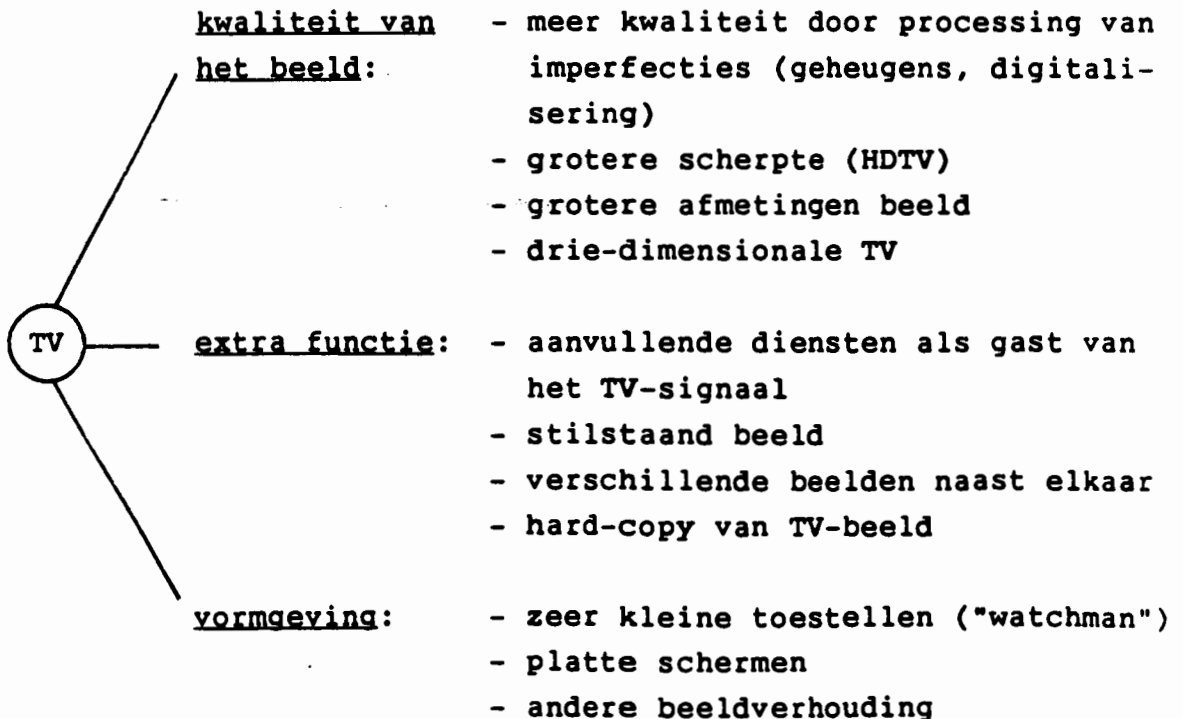 kwaliteit van - meer kwaliteit door processing van
het beeld: imperfecties (geheugens, digitali-
sering)
- grotere scherpte (HDTV)
- grotere afmetingen beeld
- drie-dimensionale TV
TV extra functie: - aanvullende diensten als gast van
het TV-signaal
- stilstaand beeld
- verschillende beelden naast elkaar
- hard-copy van TV-beeld
vormgeving: - zeer kleine toestellen ("watchman")
- platte schermen
- andere beeldverhouding